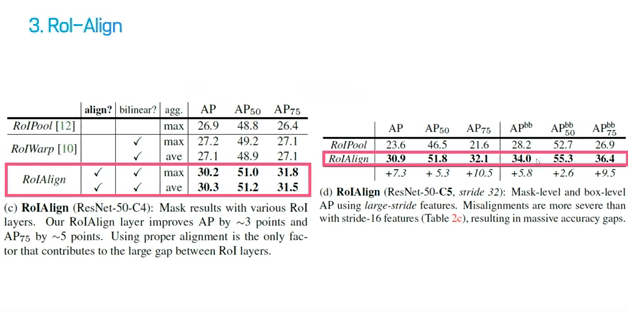 3. RoI-Align
align? bilinear? agg. AP AP50 AP75
RoIPool [12] max 26.9 48.8 26.4
RoIWarp [10] ✓ max 27.2 49.2 27.1
✓ ave 27.1 48.9 27.1
RoIAlign ✓ ✓ max 30.2 51.0 31.8
✓ ✓ ave 30.3 51.2 31.5
(c) RoIAlign (ResNet-50-C4): Mask results with various RoI
layers. Our RoIAlign layer improves AP by ~3 points and
AP75 by ~5 points. Using proper alignment is the only fac-
tor that contributes to the large gap between RoI layers.
AP AP50 AP75 APbb APbb50 APbb75
RoIPool 23.6 46.5 21.6 28.2 52.7 26.9
RoIAlign 30.9 51.8 32.1 34.0 55.3 36.4
+7.3 + 5.3 +10.5 +5.8 +2.6 +9.5
(d) RoIAlign (ResNet-50-C5, stride 32): Mask-level and box-level
AP using large-stride features. Misalignments are more severe than
with stride-16 features (Table 2c), resulting in massive accuracy gaps.